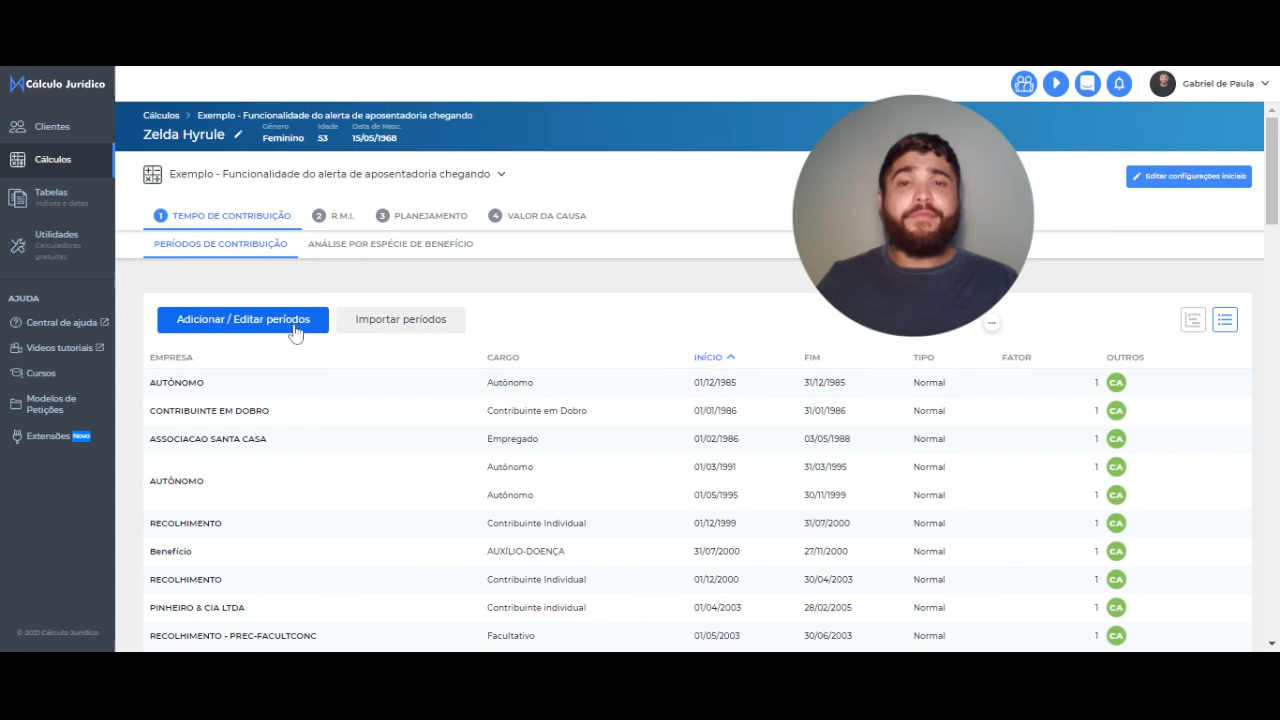 Cálculo Jurídico
Gabriel de Paula
Clientes
Cálculos
Tabelas
Índices e datas
Utilidades
Calculadoras
gratuitas
AJUDA
Central de ajuda
Vídeos tutoriais
Cursos
Modelos de
Petições
Extensões Novo
© 2021 Cálculo Jurídico
Cálculos > Exemplo - Funcionalidade do alerta de aposentadoria chegando
Zelda Hyrule
Gênero Idade Data de Nasc.
Feminino 53 15/05/1968
Exemplo - Funcionalidade do alerta de aposentadoria chegando
Editar configurações iniciais
1 TEMPO DE CONTRIBUIÇÃO 2 R.M.I. 3 PLANEJAMENTO 4 VALOR DA CAUSA
PERÍODOS DE CONTRIBUIÇÃO ANÁLISE POR ESPÉCIE DE BENEFÍCIO
Adicionar / Editar períodos Importar períodos ...
EMPRESA CARGO INÍCIO FIM TIPO FATOR OUTROS
AUTÔNOMO Autônomo 01/12/1985 31/12/1985 Normal 1 CA
CONTRIBUINTE EM DOBRO Contribuinte em Dobro 01/01/1986 31/01/1986 Normal 1 CA
ASSOCIACAO SANTA CASA Empregado 01/02/1986 03/05/1988 Normal 1 CA
Autônomo 01/03/1991 31/03/1995 Normal 1 CA
AUTÔNOMO
Autônomo 01/05/1995 30/11/1999 Normal 1 CA
RECOLHIMENTO Contribuinte Individual 01/12/1999 31/07/2000 Normal 1 CA
Benefício AUXÍLIO-DOENÇA 31/07/2000 27/11/2000 Normal 1 CA
RECOLHIMENTO Contribuinte Individual 01/12/2000 30/04/2003 Normal 1 CA
PINHEIRO & CIA LTDA Contribuinte individual 01/04/2003 28/02/2005 Normal 1 CA
RECOLHIMENTO - PREC-FACULTCONC Facultativo 01/05/2003 30/06/2003 Normal 1 CA